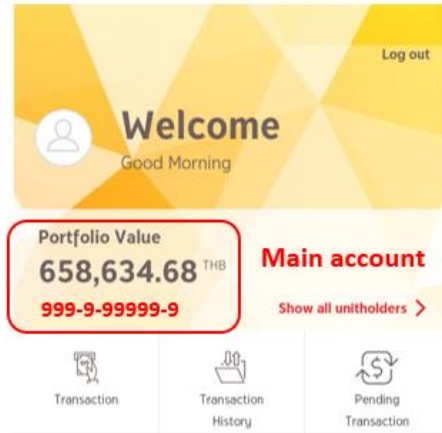 Log out
Welcome
Good Morning
Portfolio Value
658,634.68 THB
Main account
999-9-99999-9
Show all unitholders >
Transaction
Transaction History
Pending Transaction